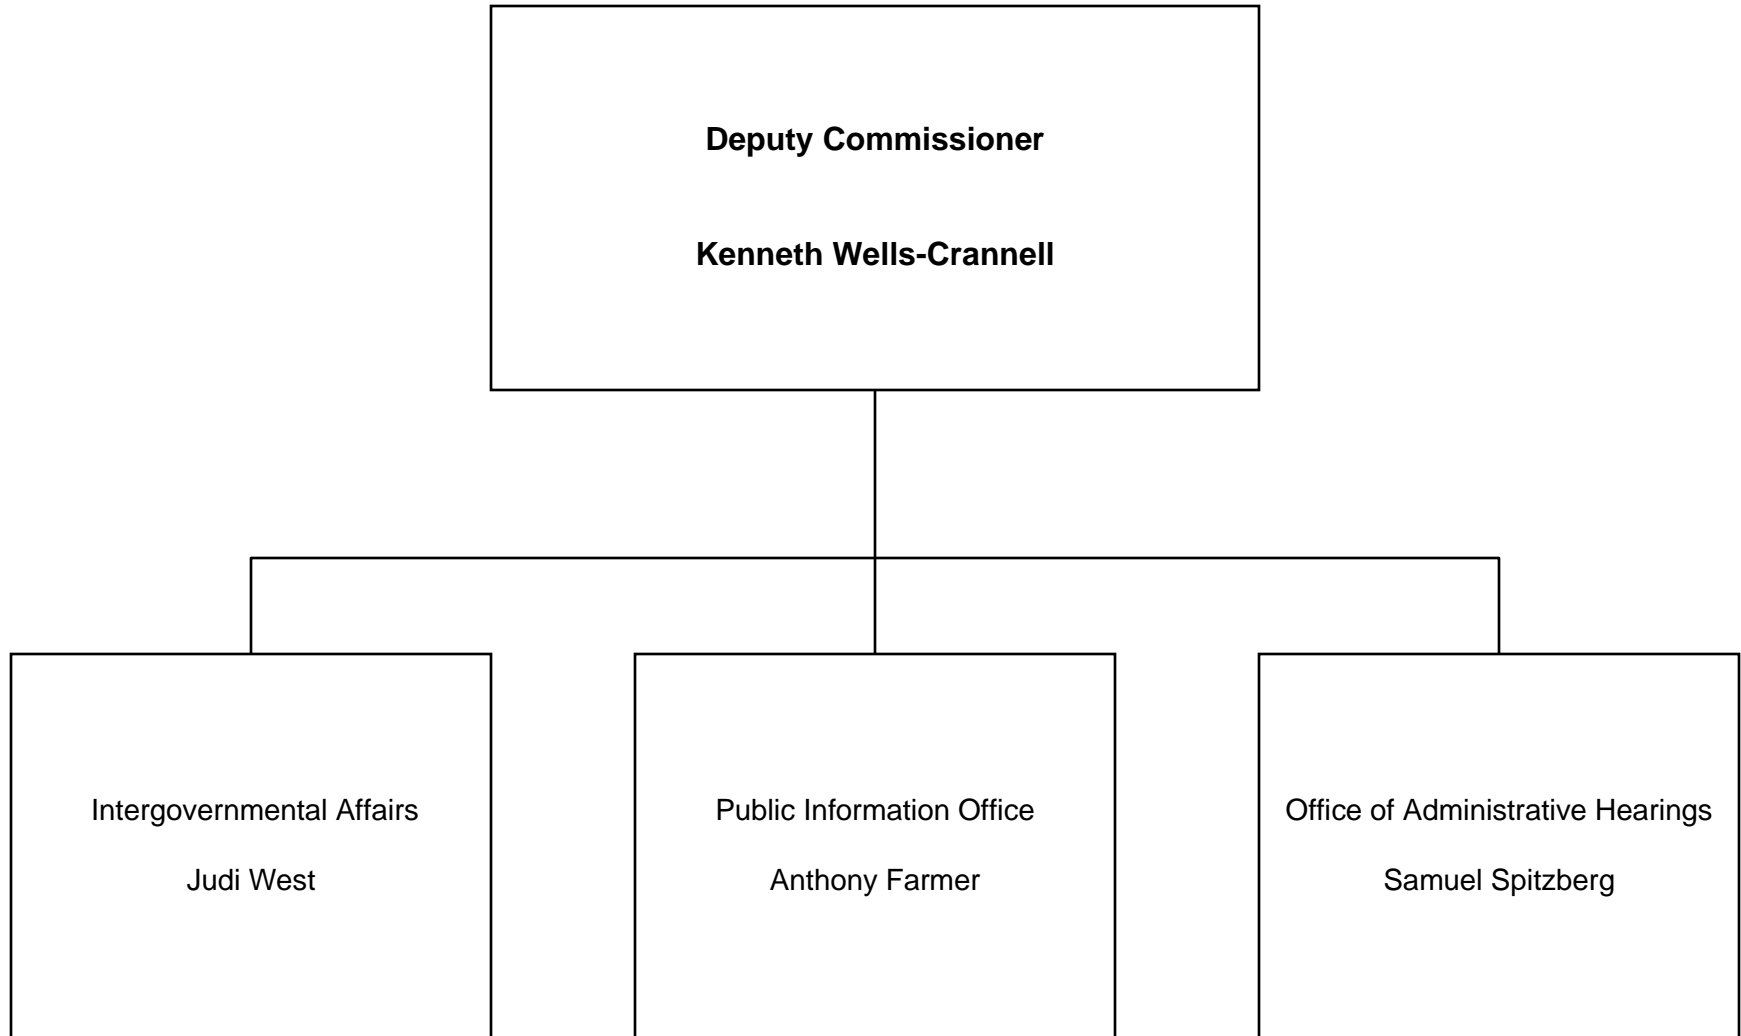 Deputy Commissioner
Kenneth Wells-Crannell
Intergovernmental Affairs
Judi West
Public Information Office
Anthony Farmer
Office of Administrative Hearings
Samuel Spitzberg